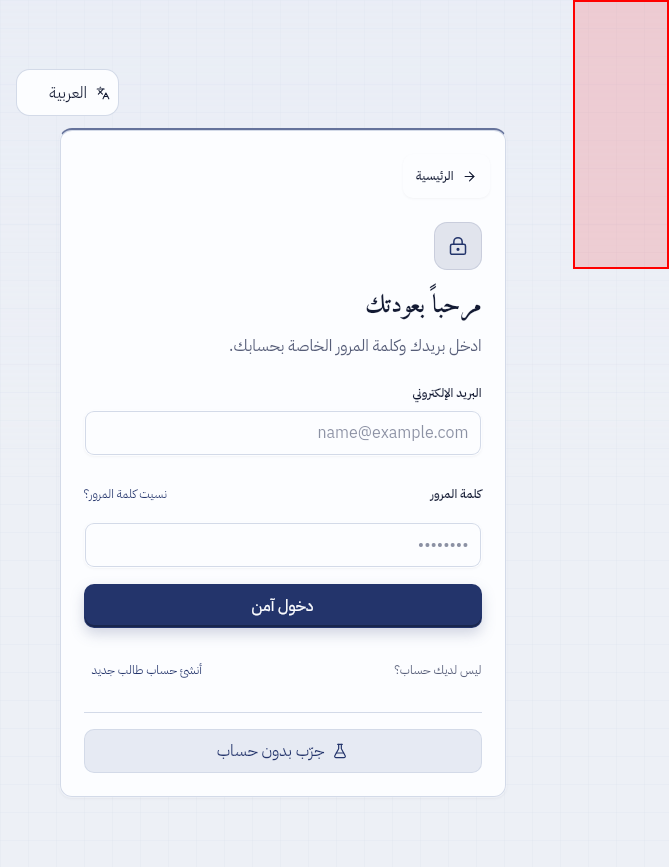 العربية
الرئيسية
مرحباً بعودتك
ادخل بريدك وكلمة المرور الخاصة بحسابك.
البريد الإلكتروني
name@example.com
كلمة المرور
نسيت كلمة المرور؟
••••••••
دخول آمن
ليس لديك حساب؟
أنشئ حساب طالب جديد
جرّب بدون حساب